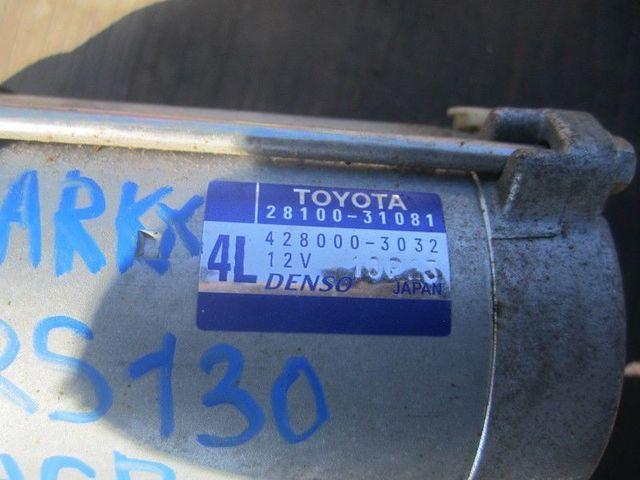 TOYOTA
28100-31081
4L
428000-3032
12V
DENSO JAPAN
ARKX
RS130